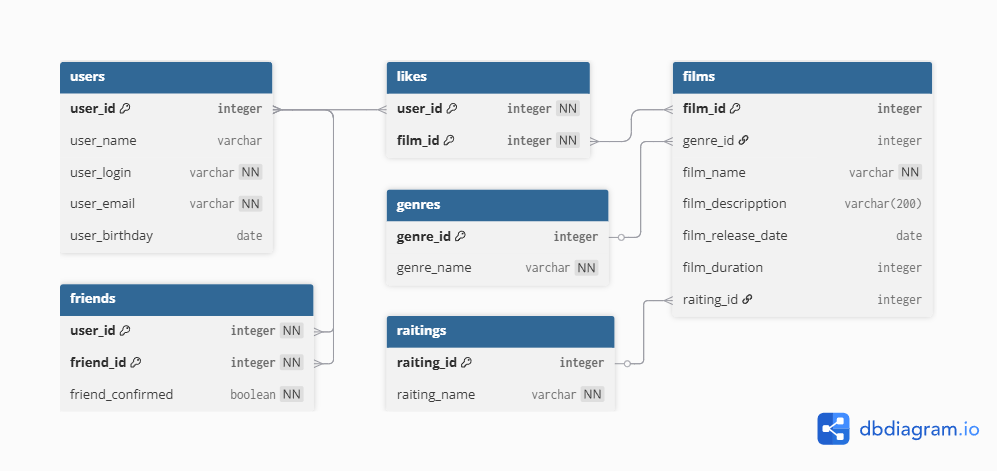 users
user_id integer
user_name varchar
user_login varchar NN
user_email varchar NN
user_birthday date
friends
user_id integer NN
friend_id integer NN
friend_confirmed boolean NN
likes
user_id integer NN
film_id integer NN
genres
genre_id integer
genre_name varchar NN
raitings
raiting_id integer
raiting_name varchar NN
films
film_id integer
genre_id integer
film_name varchar NN
film_descripption varchar(200)
film_release_date date
film_duration integer
raiting_id integer
dbdiagram.io